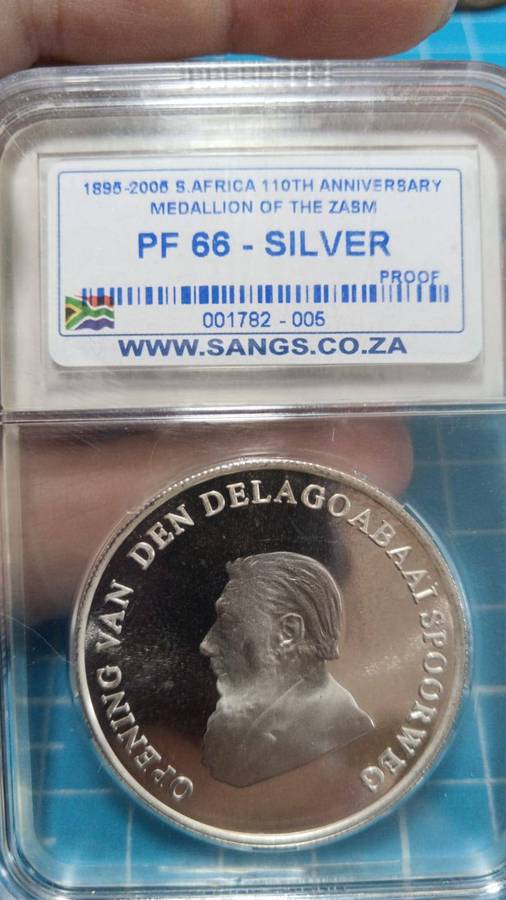 1895-2005 S.AFRICA 110TH ANNIVERSARY
MEDALLION OF THE ZASM
PF 66 - SILVER
PROOF
001782 - 005
WWW.SANGS.CO.ZA
OPENING VAN DEN DELAGOABAAÏ SPOORWEG